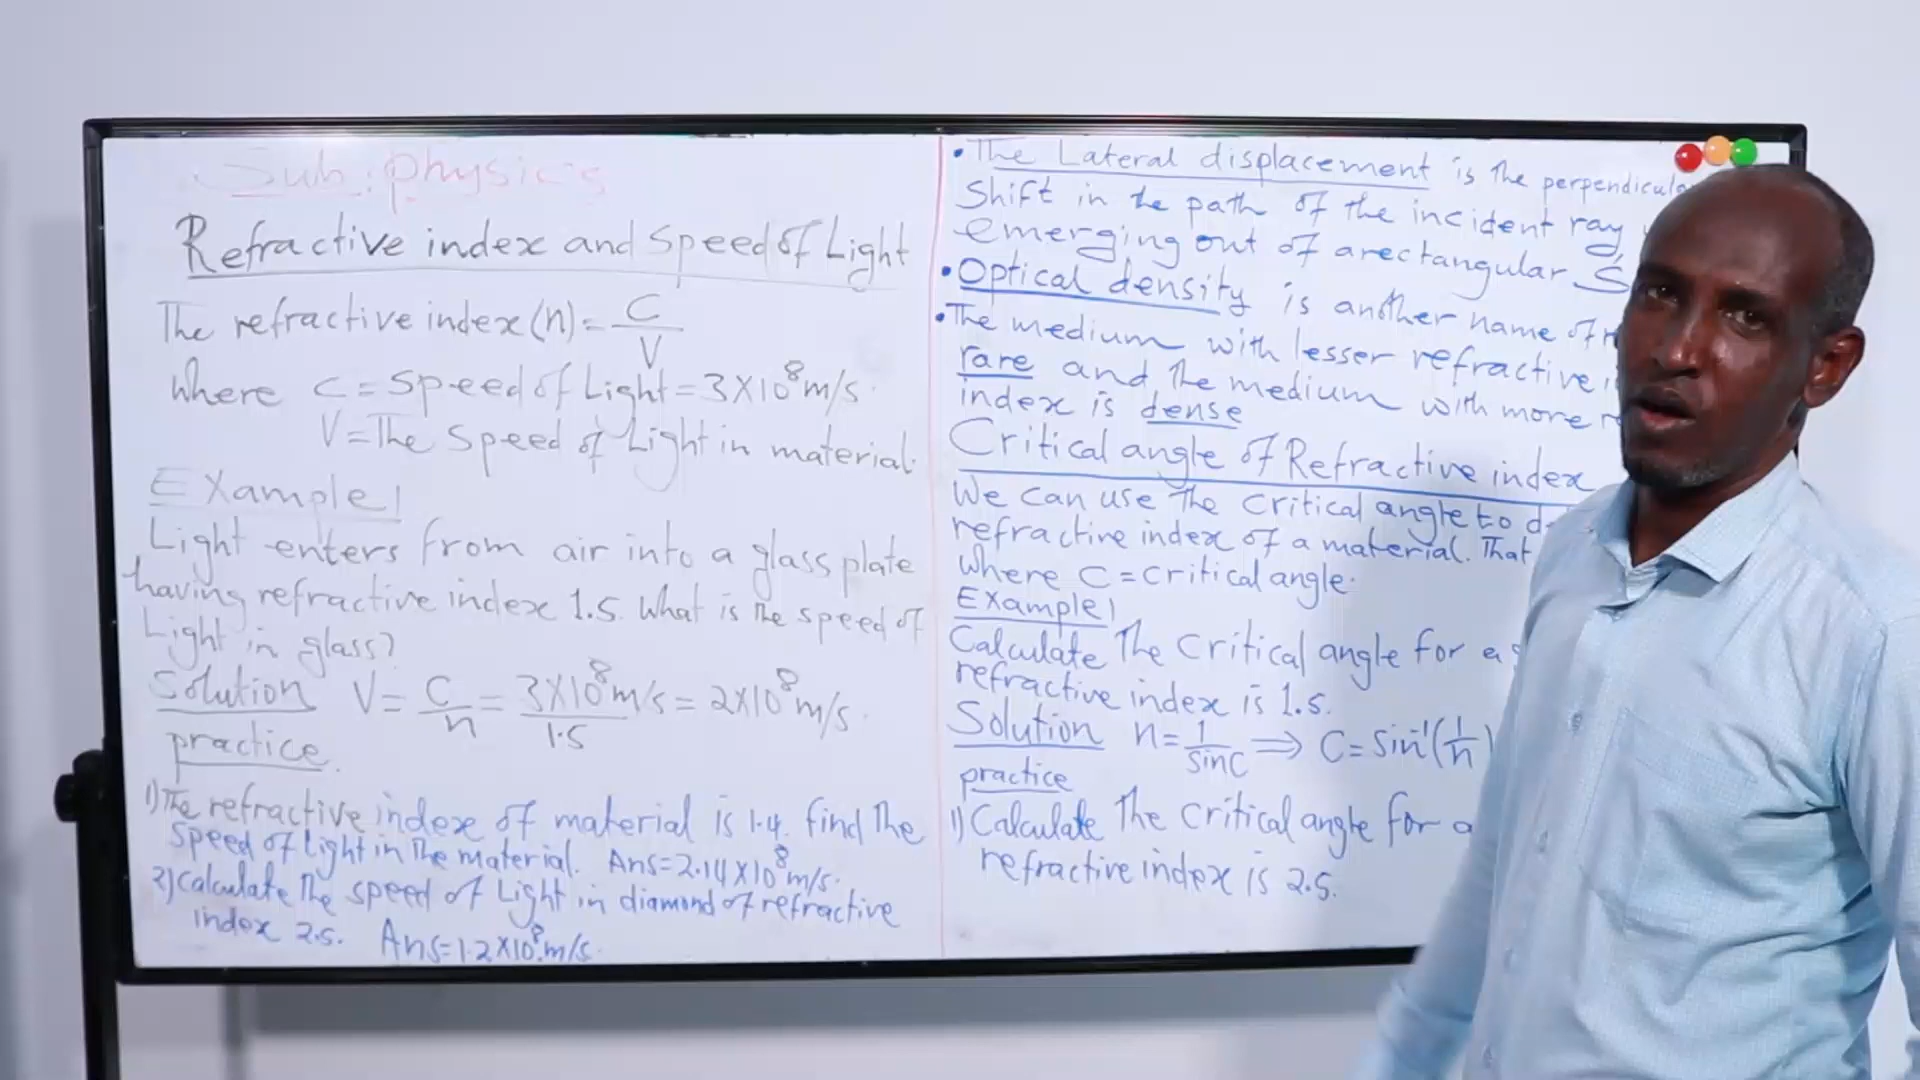 Sub: Physics
Refractive index and Speed of Light
The refractive index (n) = C/V
Where C = Speed of Light = 3X10⁸ m/s.
V = The Speed of Light in material.
EXample 1
Light enters from air into a glass plate
having refractive index 1.5. What is the speed of
Light in glass?
Solution V = C/n = 3X10⁸ m/s / 1.5 = 2X10⁸ m/s.
practice.
1) The refractive index of material is 1.4. find the
Speed of light in the material. Ans = 2.14X10⁸ m/s.
2) Calculate the speed of Light in diamond of refractive
index 2.5. Ans = 1.2X10⁸ m/s.
• The Lateral displacement is the
Shift in the path of the incident ray
emerging out of a rectangular
• Optical density is another name of
• The medium with lesser refractive
rare and the medium with more
index is dense
Critical angle of Refractive index
We can use the critical angle to
refractive index of a material. That
where C = critical angle.
EXample 1
Calculate the critical angle for a
refractive index is 1.5.
Solution n = 1/sinC ⇒ C = Sin⁻¹(1/n)
practice
1) Calculate the critical angle for a
refractive index is 2.5.